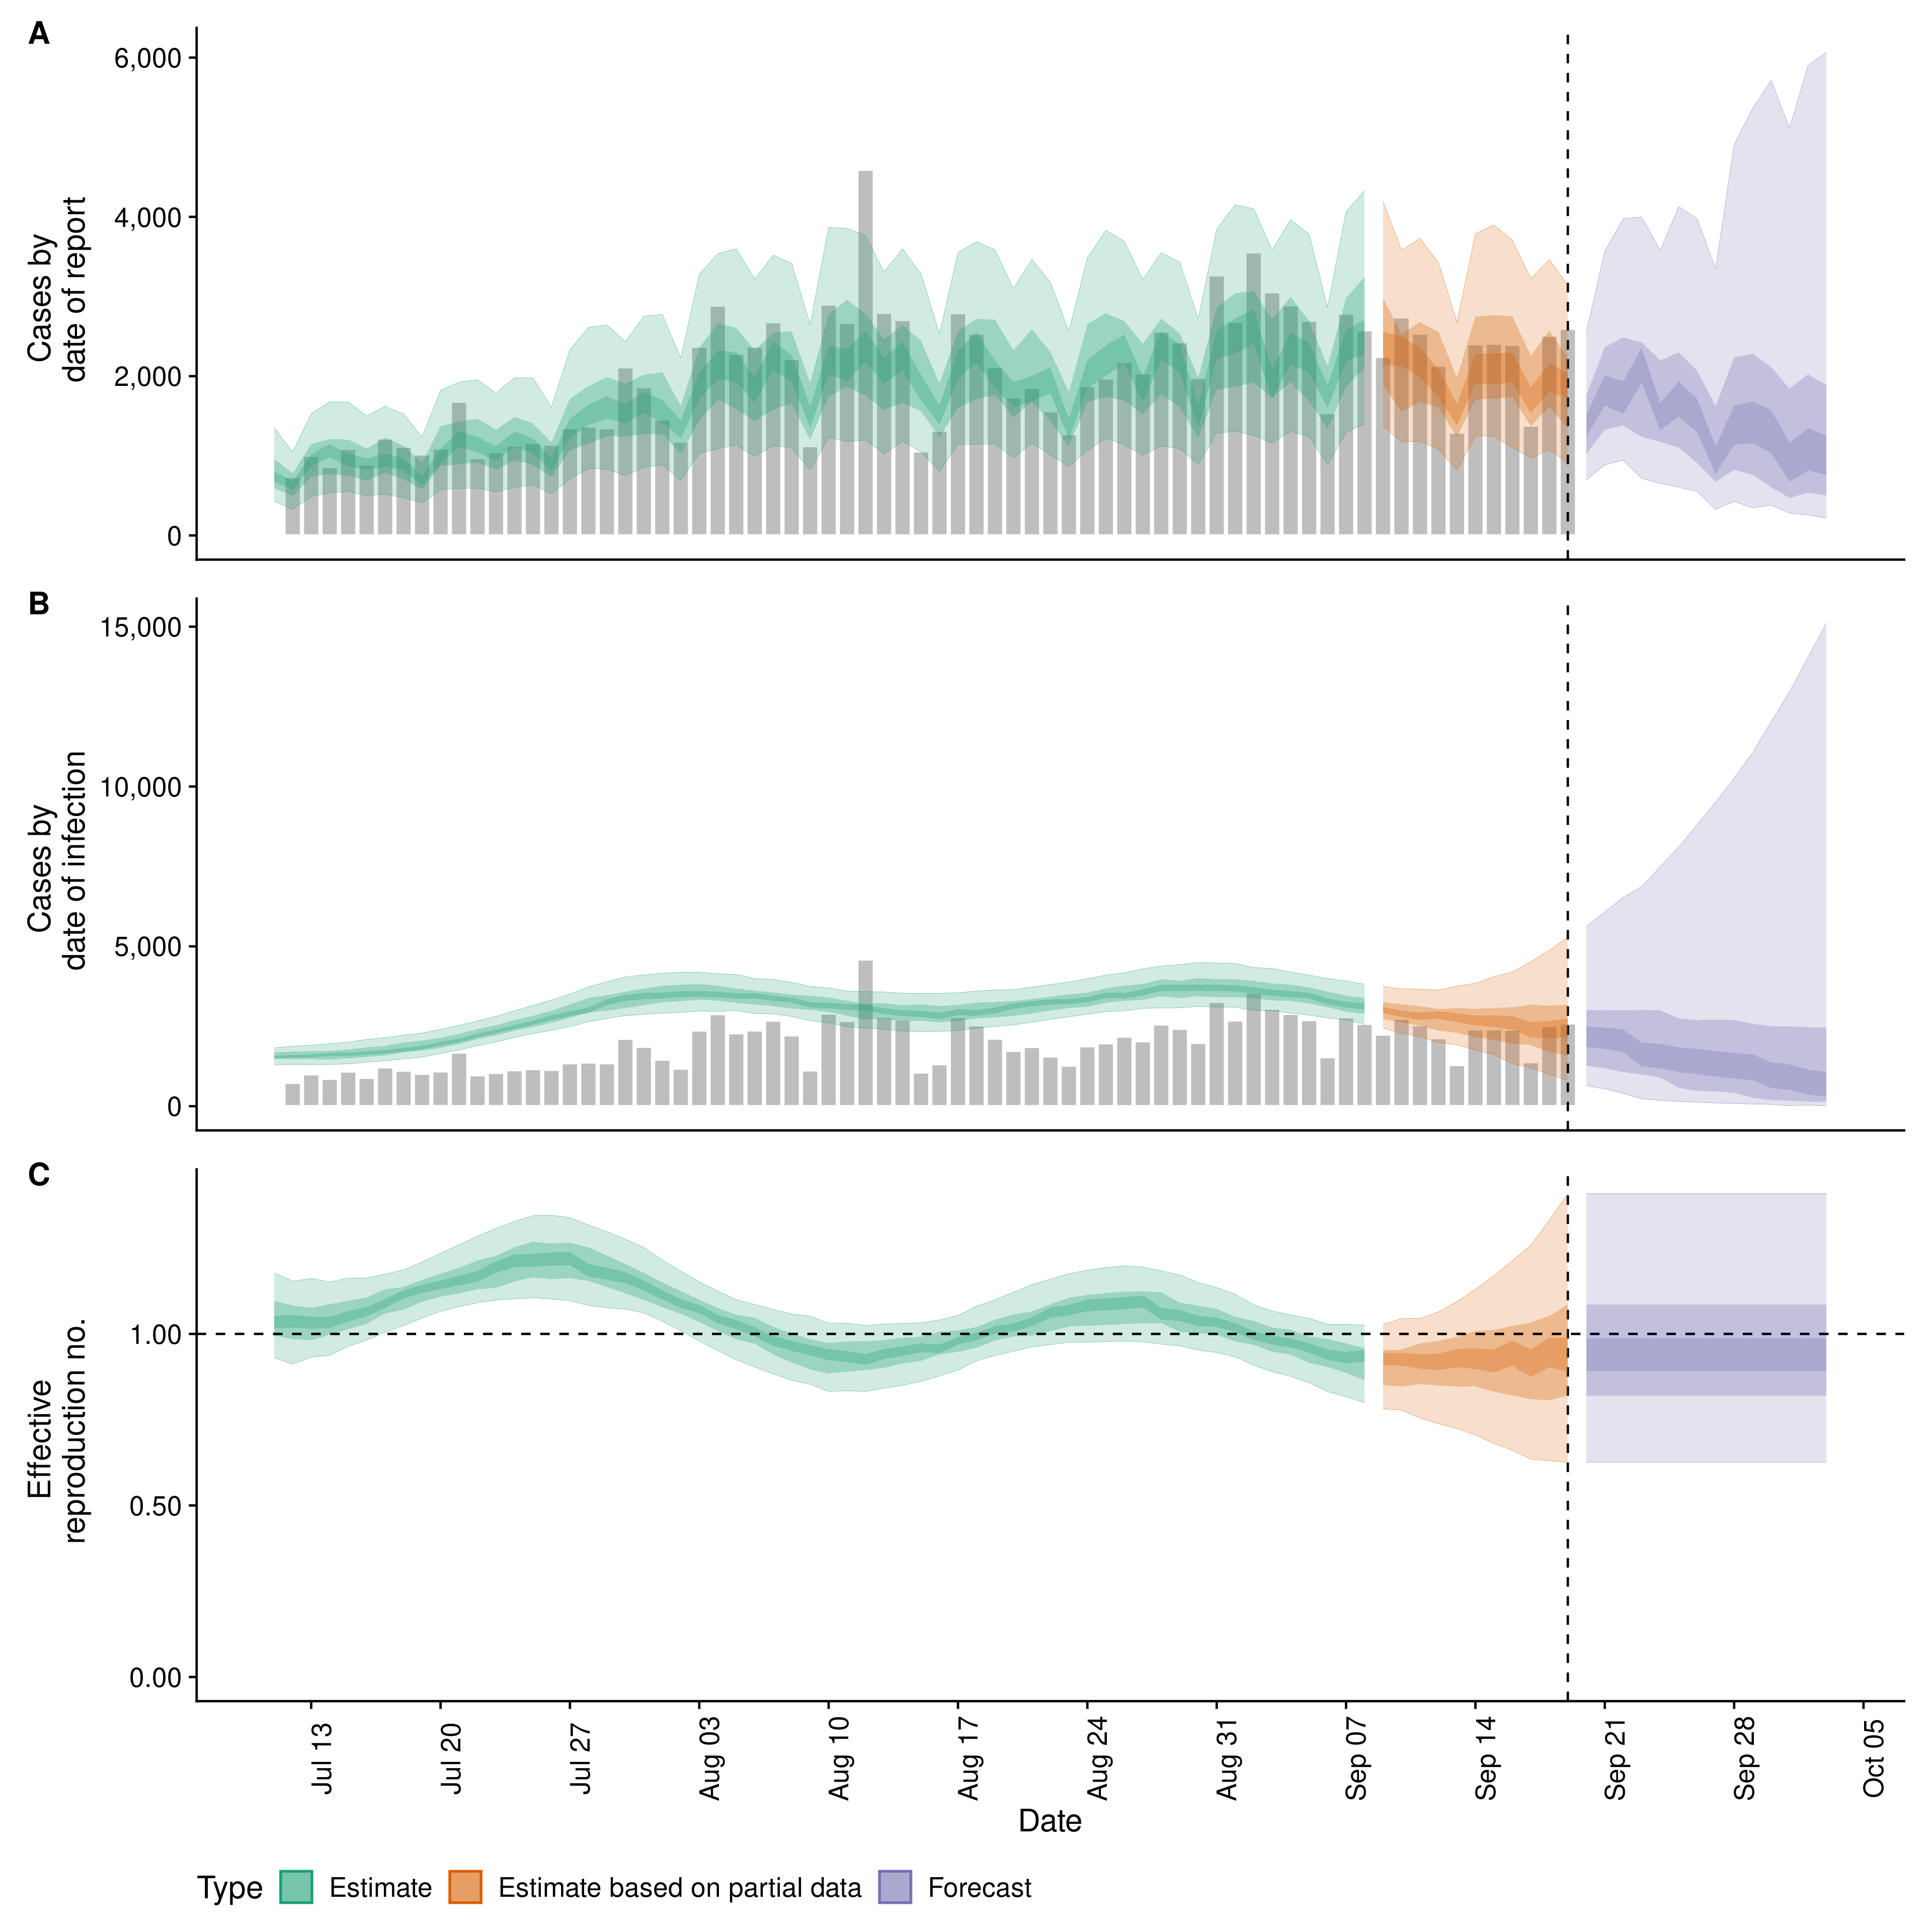 A
6,000
4,000
2,000
0
Cases by
date of report
B
15,000
10,000
5,000
0
Cases by
date of infection
C
1.00
0.50
0.00
Effective
reproduction no.
Jul 13
Jul 20
Jul 27
Aug 03
Aug 10
Aug 17
Aug 24
Aug 31
Sep 07
Sep 14
Sep 21
Sep 28
Oct 05
Date
Type Estimate Estimate based on partial data Forecast